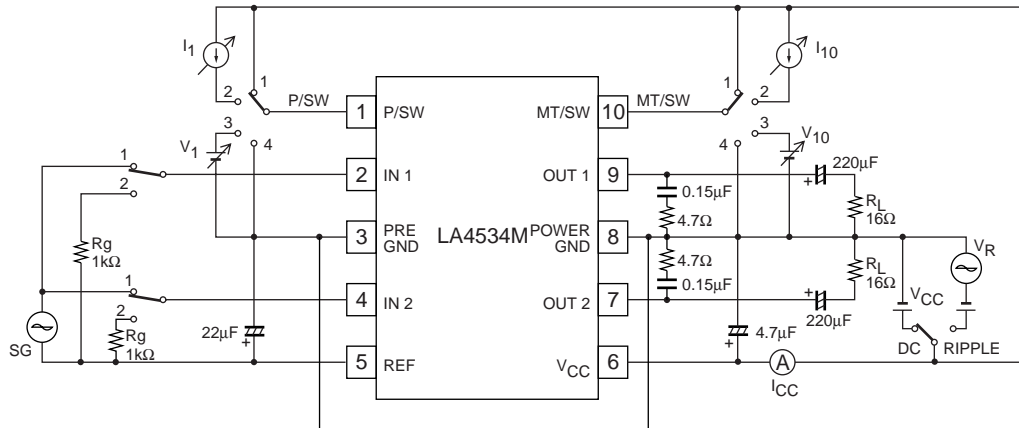 I1
I10
1
2
P/SW
1
P/SW
3
4
V1
MT/SW
10
MT/SW
1
2
3
4
V10
1
2
2
IN 1
OUT 1
9
0.15µF
4.7Ω
220µF
+
RL
16Ω
Rg
1kΩ
3
PRE
GND
LA4534M
POWER
GND
8
4.7Ω
0.15µF
RL
16Ω
VR
1
2
4
IN 2
OUT 2
7
220µF
+
VCC
SG
Rg
1kΩ
22µF
+
5
REF
VCC
6
4.7µF
+
A
ICC
DC
RIPPLE